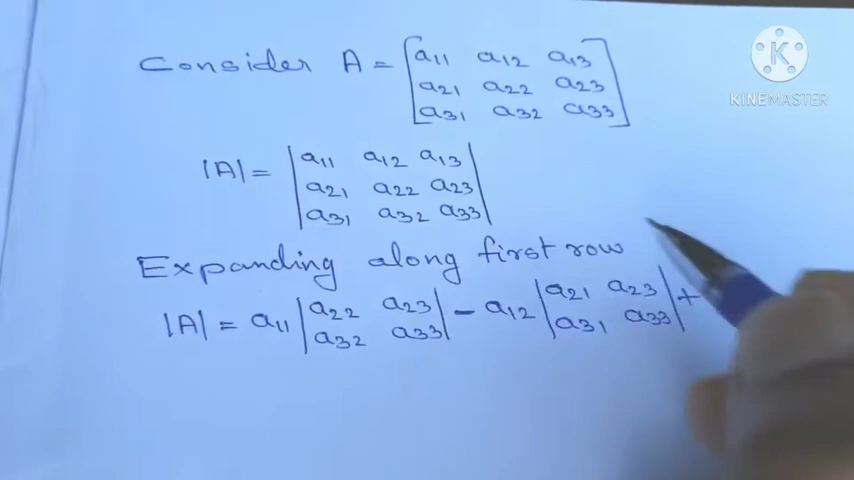 Consider A = [a11 a12 a13
a21 a22 a23
a31 a32 a33]
|A| = |a11 a12 a13
a21 a22 a23
a31 a32 a33|
Expanding along first row
|A| = a11 |a22 a23 a32 a33| - a12 |a21 a23 a31 a33| +
K
KINEMASTER